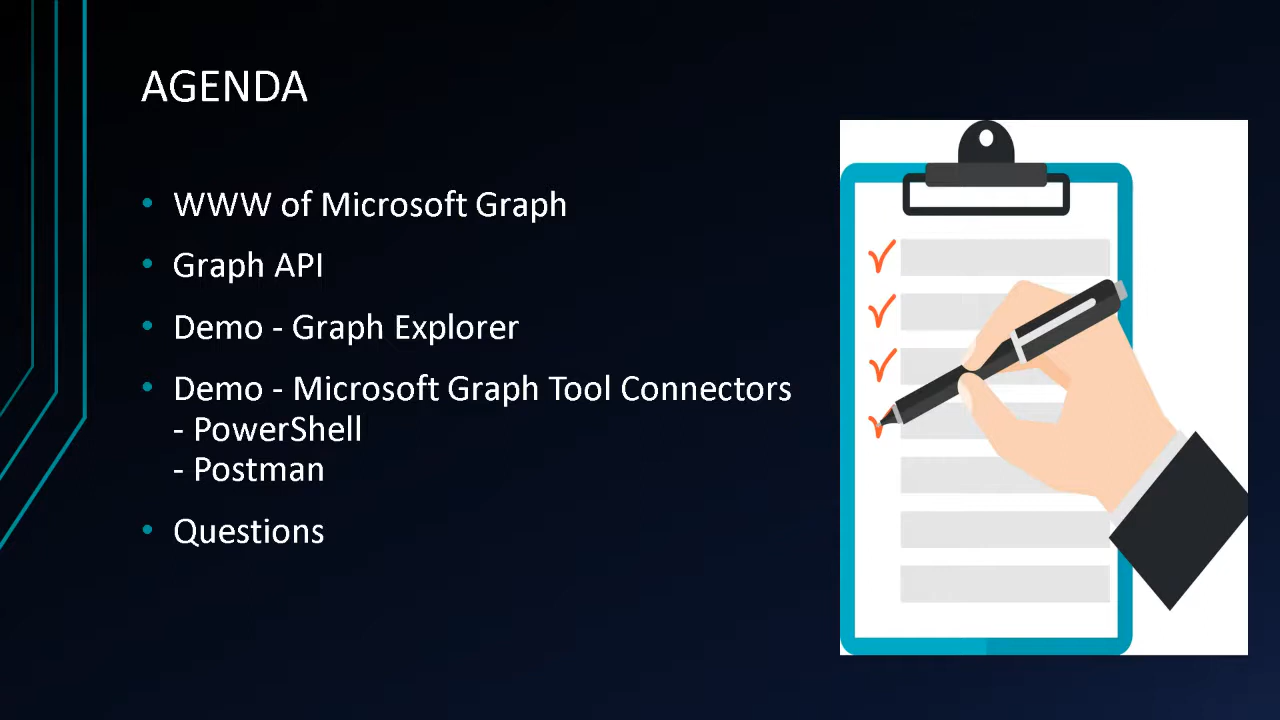 AGENDA
• WWW of Microsoft Graph
• Graph API
• Demo - Graph Explorer
• Demo - Microsoft Graph Tool Connectors
- PowerShell
- Postman
• Questions